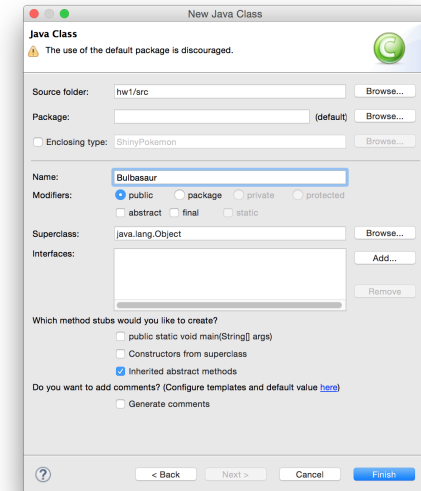 New Java Class
Java Class
The use of the default package is discouraged.
C
Source folder: hw1/src Browse...
Package: (default) Browse...
Enclosing type: ShinyPokemon Browse...
Name: Bulbasaur
Modifiers: public package private protected
abstract final static
Superclass: java.lang.Object Browse...
Interfaces: Add...
Remove
Which method stubs would you like to create?
public static void main(String[] args)
Constructors from superclass
Inherited abstract methods
Do you want to add comments? (Configure templates and default value here)
Generate comments
? < Back Next > Cancel Finish